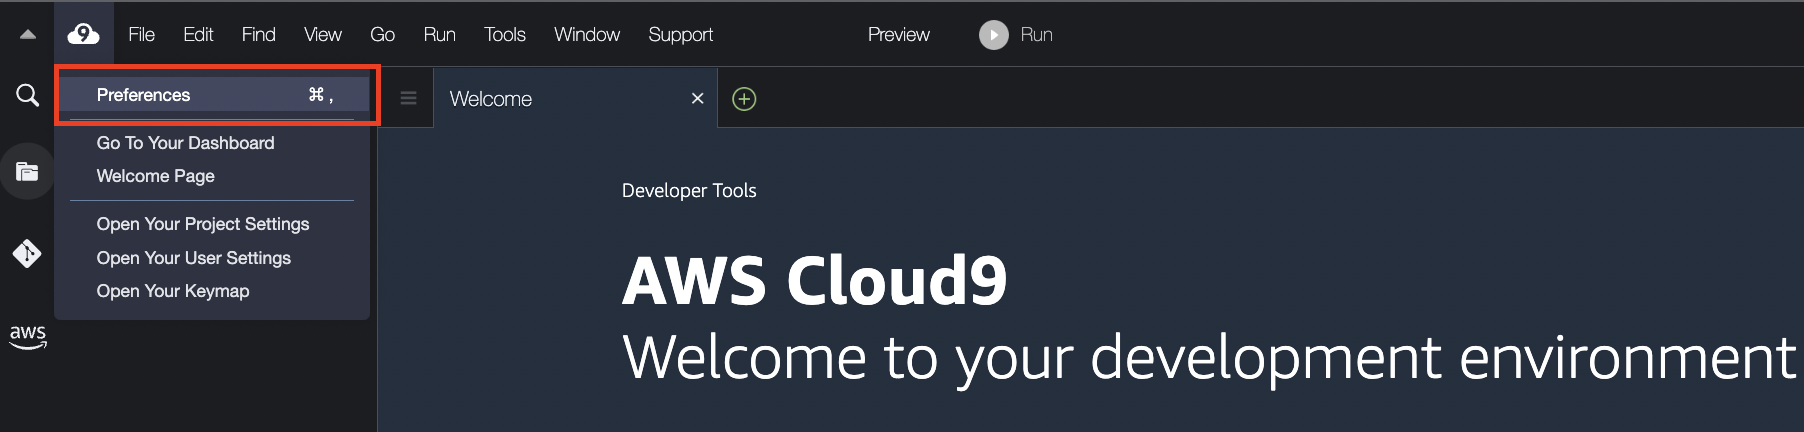 9 File Edit Find View Go Run Tools Window Support Preview Run
Preferences ⌘ ,
Welcome
Go To Your Dashboard
Welcome Page
Open Your Project Settings
Open Your User Settings
Open Your Keymap
aws
Developer Tools
AWS Cloud9
Welcome to your development environment